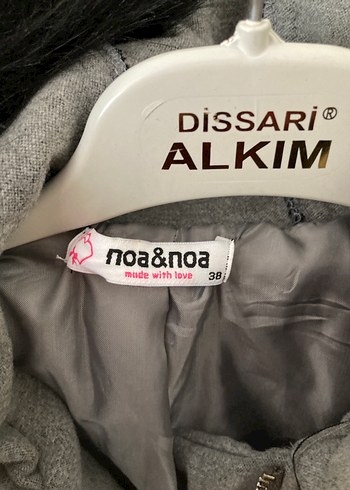 DİSSARİ®
ALKIM
noa&noa
made with love
38